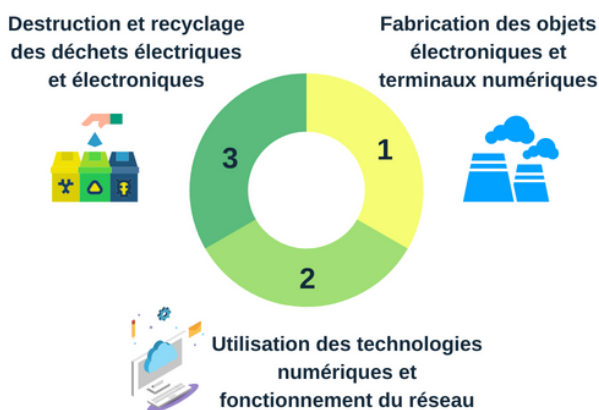 Destruction et recyclage
des déchets électriques
et électroniques
Fabrication des objets
électroniques et
terminaux numériques
3
1
2
Utilisation des technologies
numériques et
fonctionnement du réseau